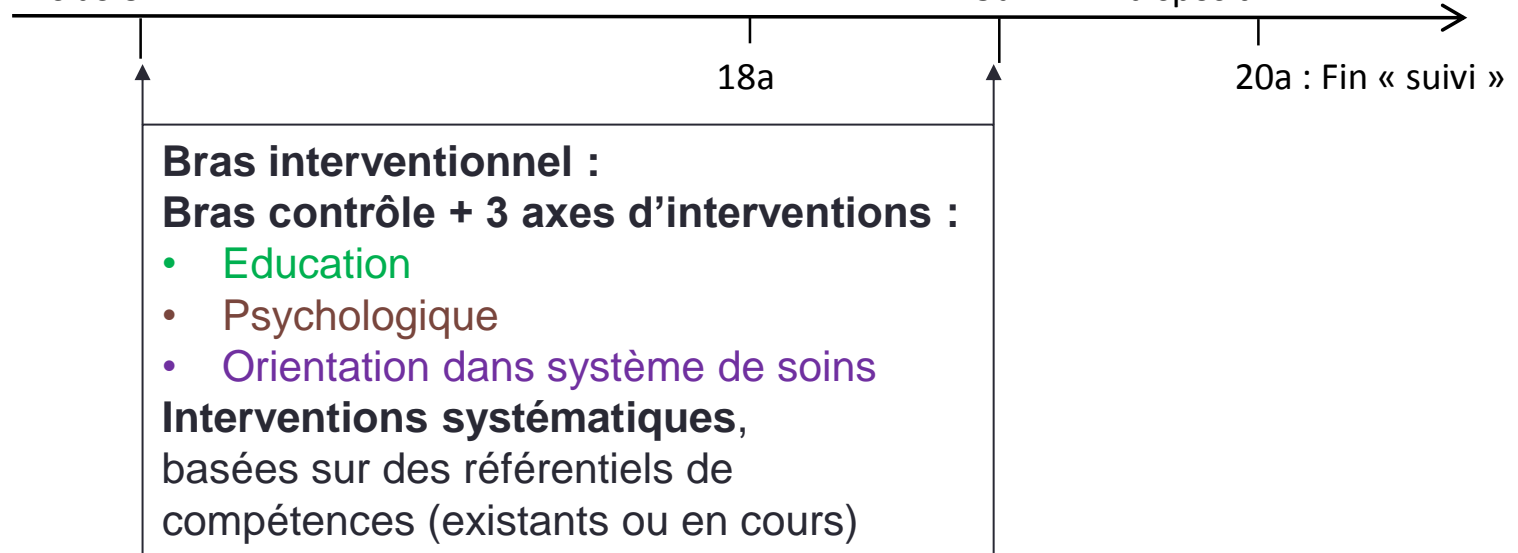 18a
20a : Fin « suivi »
Bras interventionnel :
Bras contrôle + 3 axes d’interventions :
• Education
• Psychologique
• Orientation dans système de soins
Interventions systématiques,
basées sur des référentiels de
compétences (existants ou en cours)